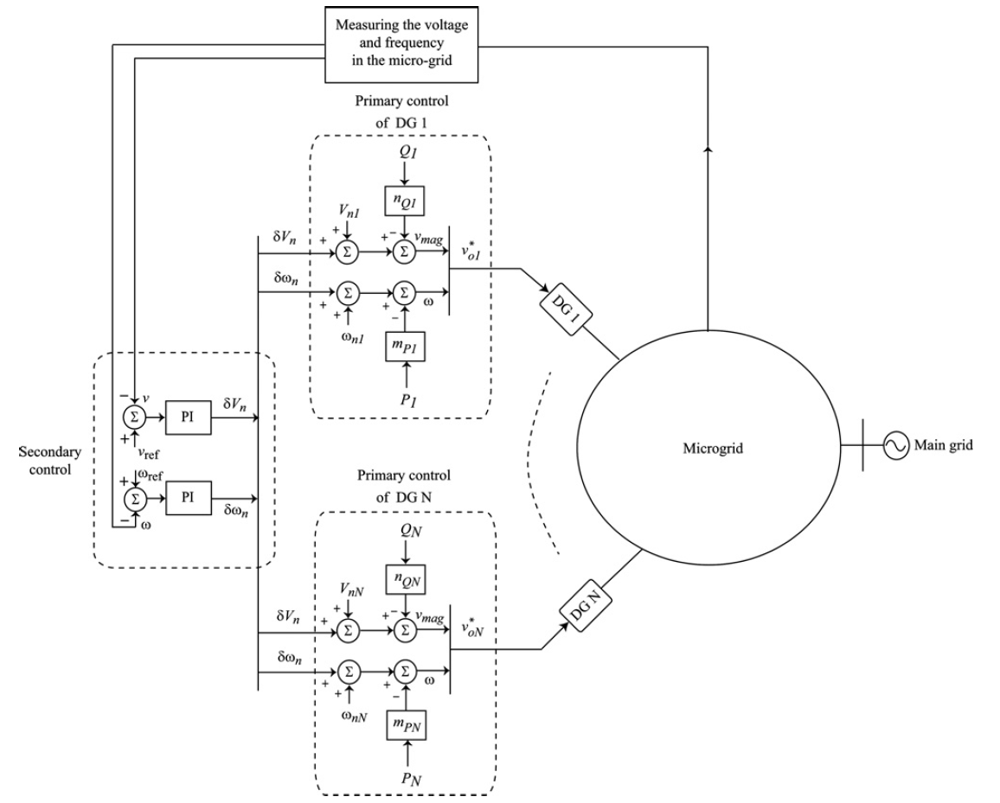 Measuring the voltage
and frequency
in the micro-grid
Primary control
of DG 1
Q1
nQ1
Vn1
+
+ −
δVn
+
Σ
Σ
vmag
v*o1
δωn
Σ
Σ
ω
+
+
+
−
ωn1
mP1
P1
DG 1
Secondary
control
−
v
Σ
PI
δVn
+
vref
+
ωref
Σ
PI
δωn
−
ω
Microgrid
Main grid
Primary control
of DG N
QN
nQN
VnN
+
+ −
δVn
+
Σ
Σ
vmag
v*oN
δωn
Σ
Σ
ω
+
+
+
−
ωnN
mPN
PN
DG N